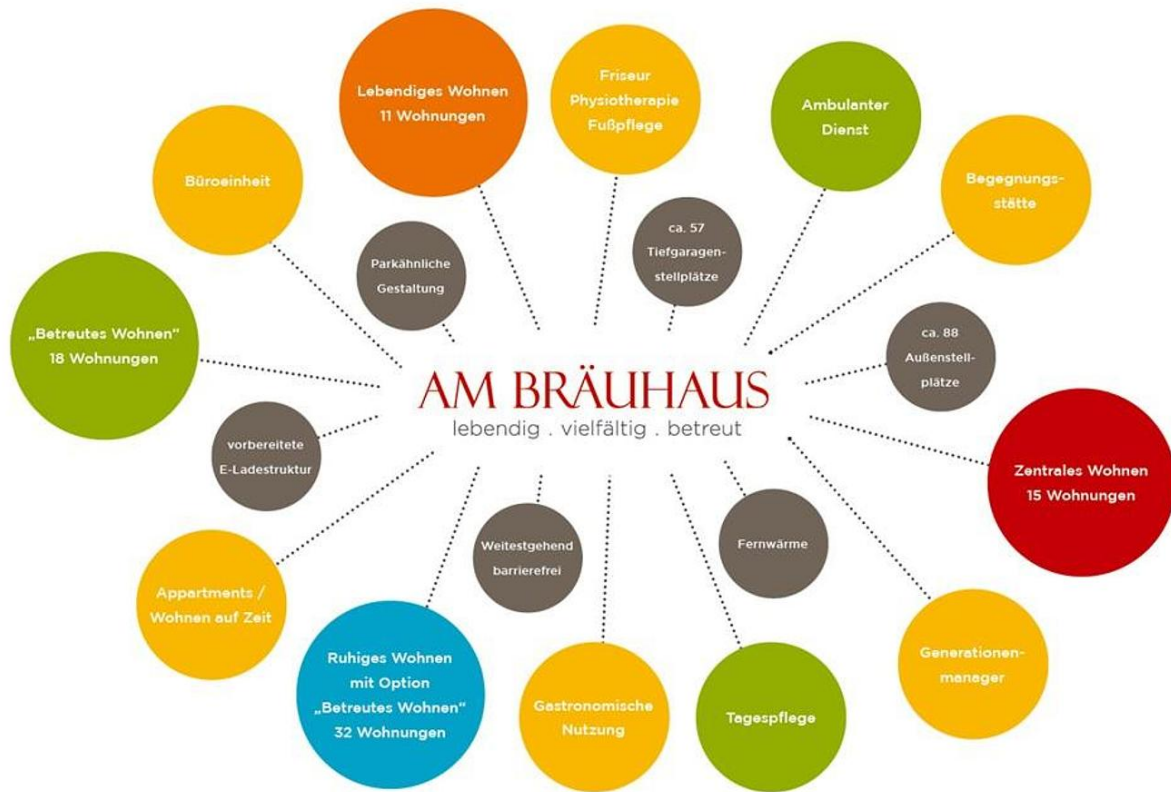 Lebendiges Wohnen
11 Wohnungen
Friseur
Physiotherapie
Fußpflege
Ambulanter
Dienst
Büroeinheit
Begegnungs-
stätte
Parkähnliche
Gestaltung
ca. 57
Tiefgaragen-
stellplätze
„Betreutes Wohnen“
18 Wohnungen
ca. 88
Außenstell-
plätze
AM BRÄUHAUS
lebendig . vielfältig . betreut
vorbereitete
E-Ladestruktur
Zentrales Wohnen
15 Wohnungen
Weitestgehend
barrierefrei
Fernwärme
Appartments /
Wohnen auf Zeit
Ruhiges Wohnen
mit Option
„Betreutes Wohnen“
32 Wohnungen
Gastronomische
Nutzung
Tagespflege
Generationen-
manager